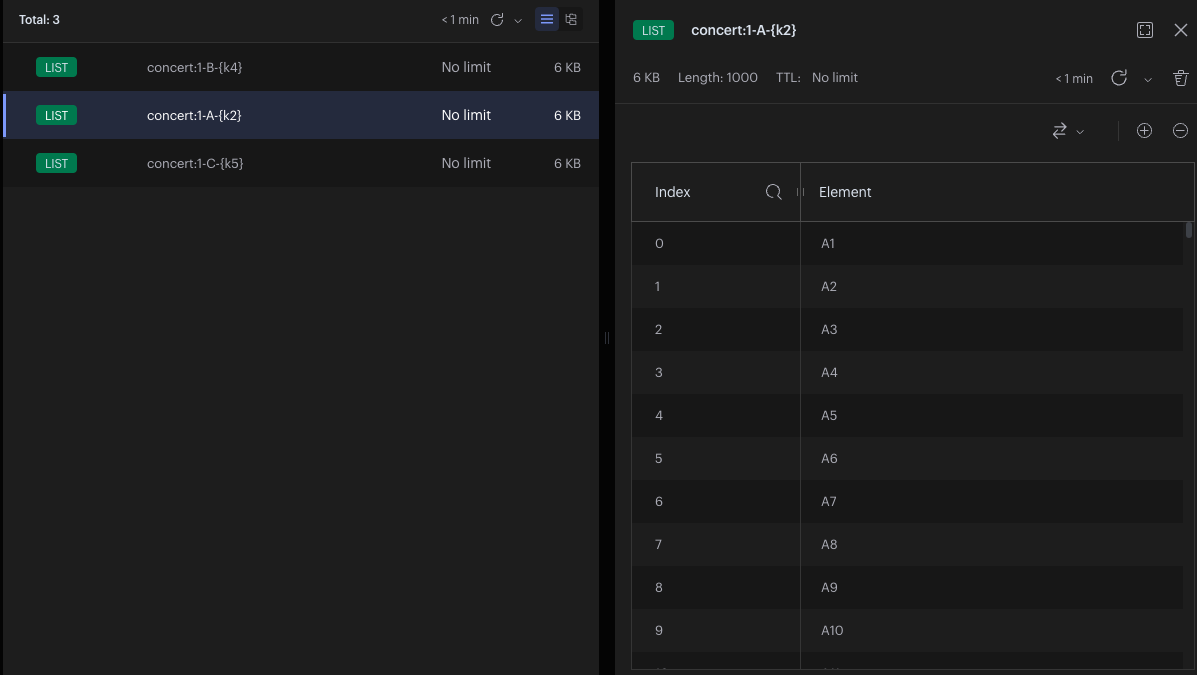 Total: 3
< 1 min
LIST concert:1-B-{k4} No limit 6 KB
LIST concert:1-A-{k2} No limit 6 KB
LIST concert:1-C-{k5} No limit 6 KB
LIST concert:1-A-{k2}
6 KB Length: 1000 TTL: No limit < 1 min
Index Element
0 A1
1 A2
2 A3
3 A4
4 A5
5 A6
6 A7
7 A8
8 A9
9 A10